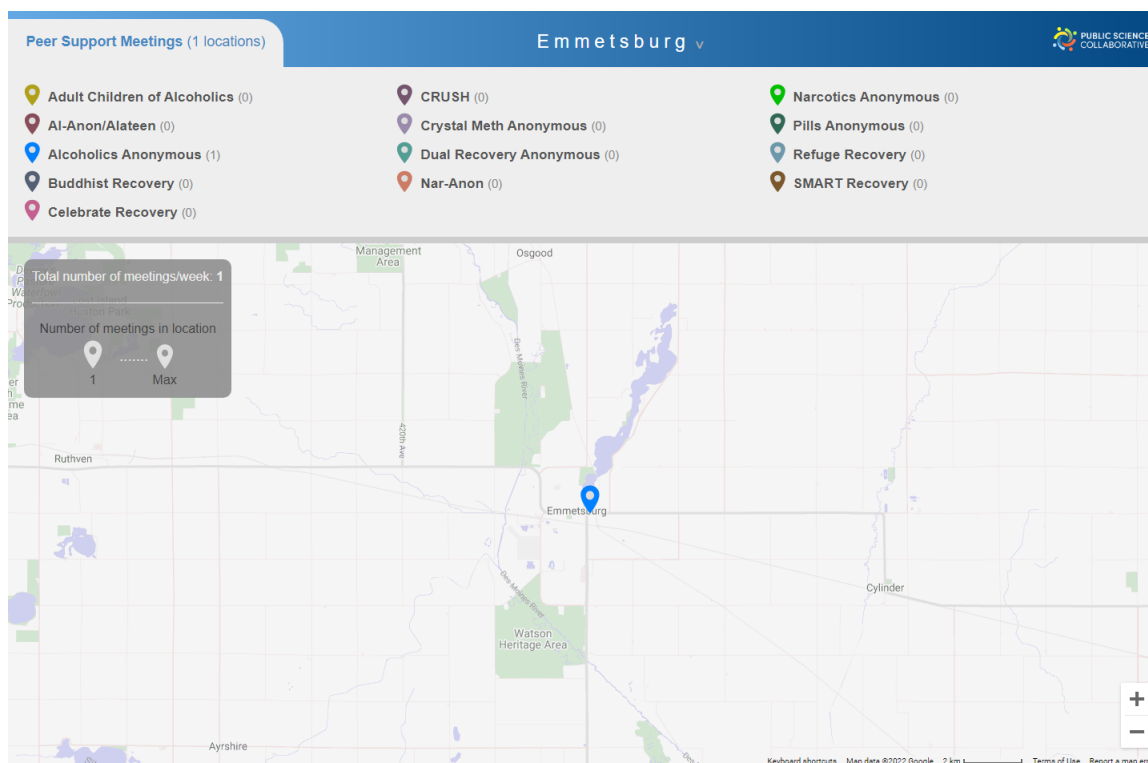 Peer Support Meetings (1 locations)
Emmetsburg v
PUBLIC SCIENCE
COLLABORATIVE
Adult Children of Alcoholics (0)
Al-Anon/Alateen (0)
Alcoholics Anonymous (1)
Buddhist Recovery (0)
Celebrate Recovery (0)
CRUSH (0)
Crystal Meth Anonymous (0)
Dual Recovery Anonymous (0)
Nar-Anon (0)
Narcotics Anonymous (0)
Pills Anonymous (0)
Refuge Recovery (0)
SMART Recovery (0)
Total number of meetings/week: 1
Number of meetings in location
1 ....... Max
Management
Area
Osgood
Des Moines River
420th Ave
Ruthven
Emmetsburg
Cylinder
Des Moines River
Watson
Heritage Area
Ayrshire
+
−
Keyboard shortcuts Map data ©2022 Google 2 km Terms of Use Report a map